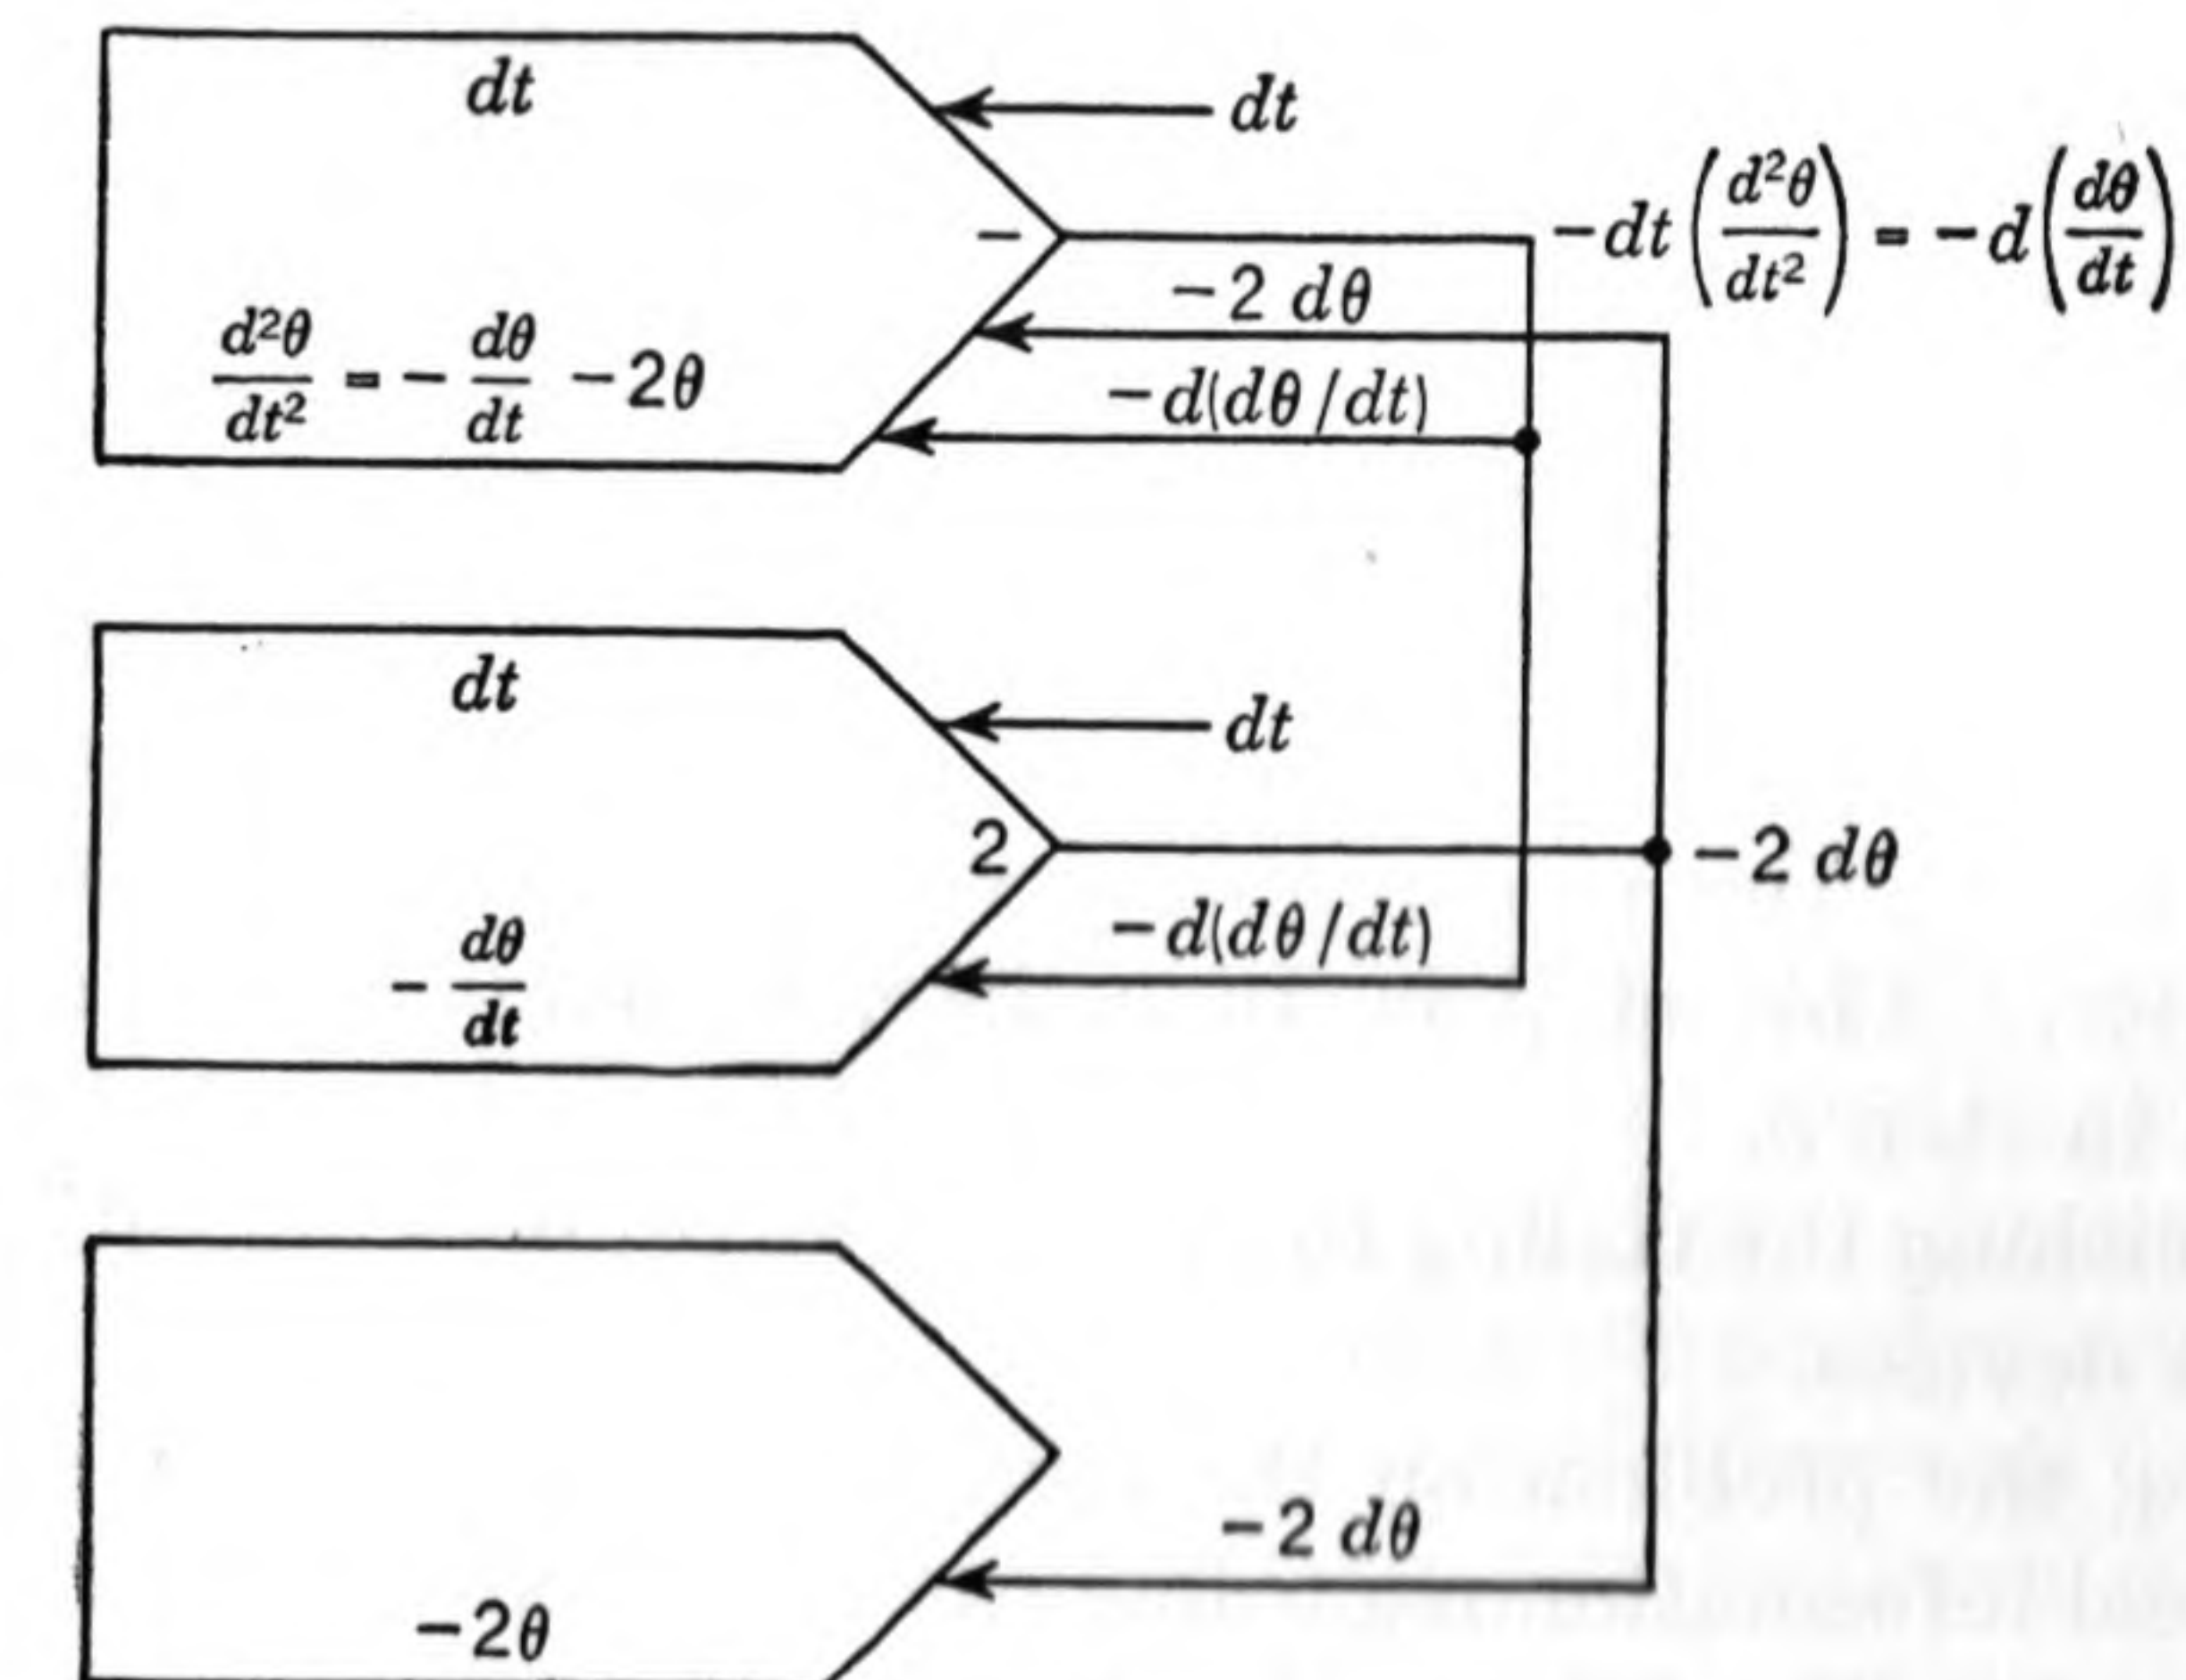 dt
dt
−dt(d²θ/dt²) = −d(dθ/dt)
−
−2 dθ
d²θ/dt² = − dθ/dt −2θ
−d(dθ/dt)
dt
dt
2
−2 dθ
−d(dθ/dt)
− dθ/dt
−2 dθ
−2θ